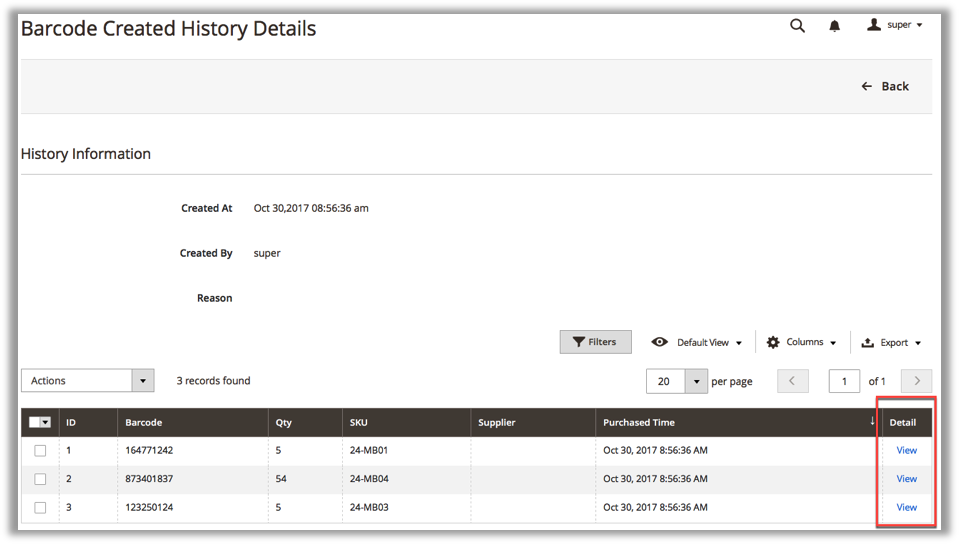 Barcode Created History Details
super
Back
History Information
Created At Oct 30,2017 08:56:36 am
Created By super
Reason
Filters Default View Columns Export
Actions 3 records found 20 per page 1 of 1
ID Barcode Qty SKU Supplier Purchased Time Detail
1 164771242 5 24-MB01 Oct 30, 2017 8:56:36 AM View
2 873401837 54 24-MB04 Oct 30, 2017 8:56:36 AM View
3 123250124 5 24-MB03 Oct 30, 2017 8:56:36 AM View